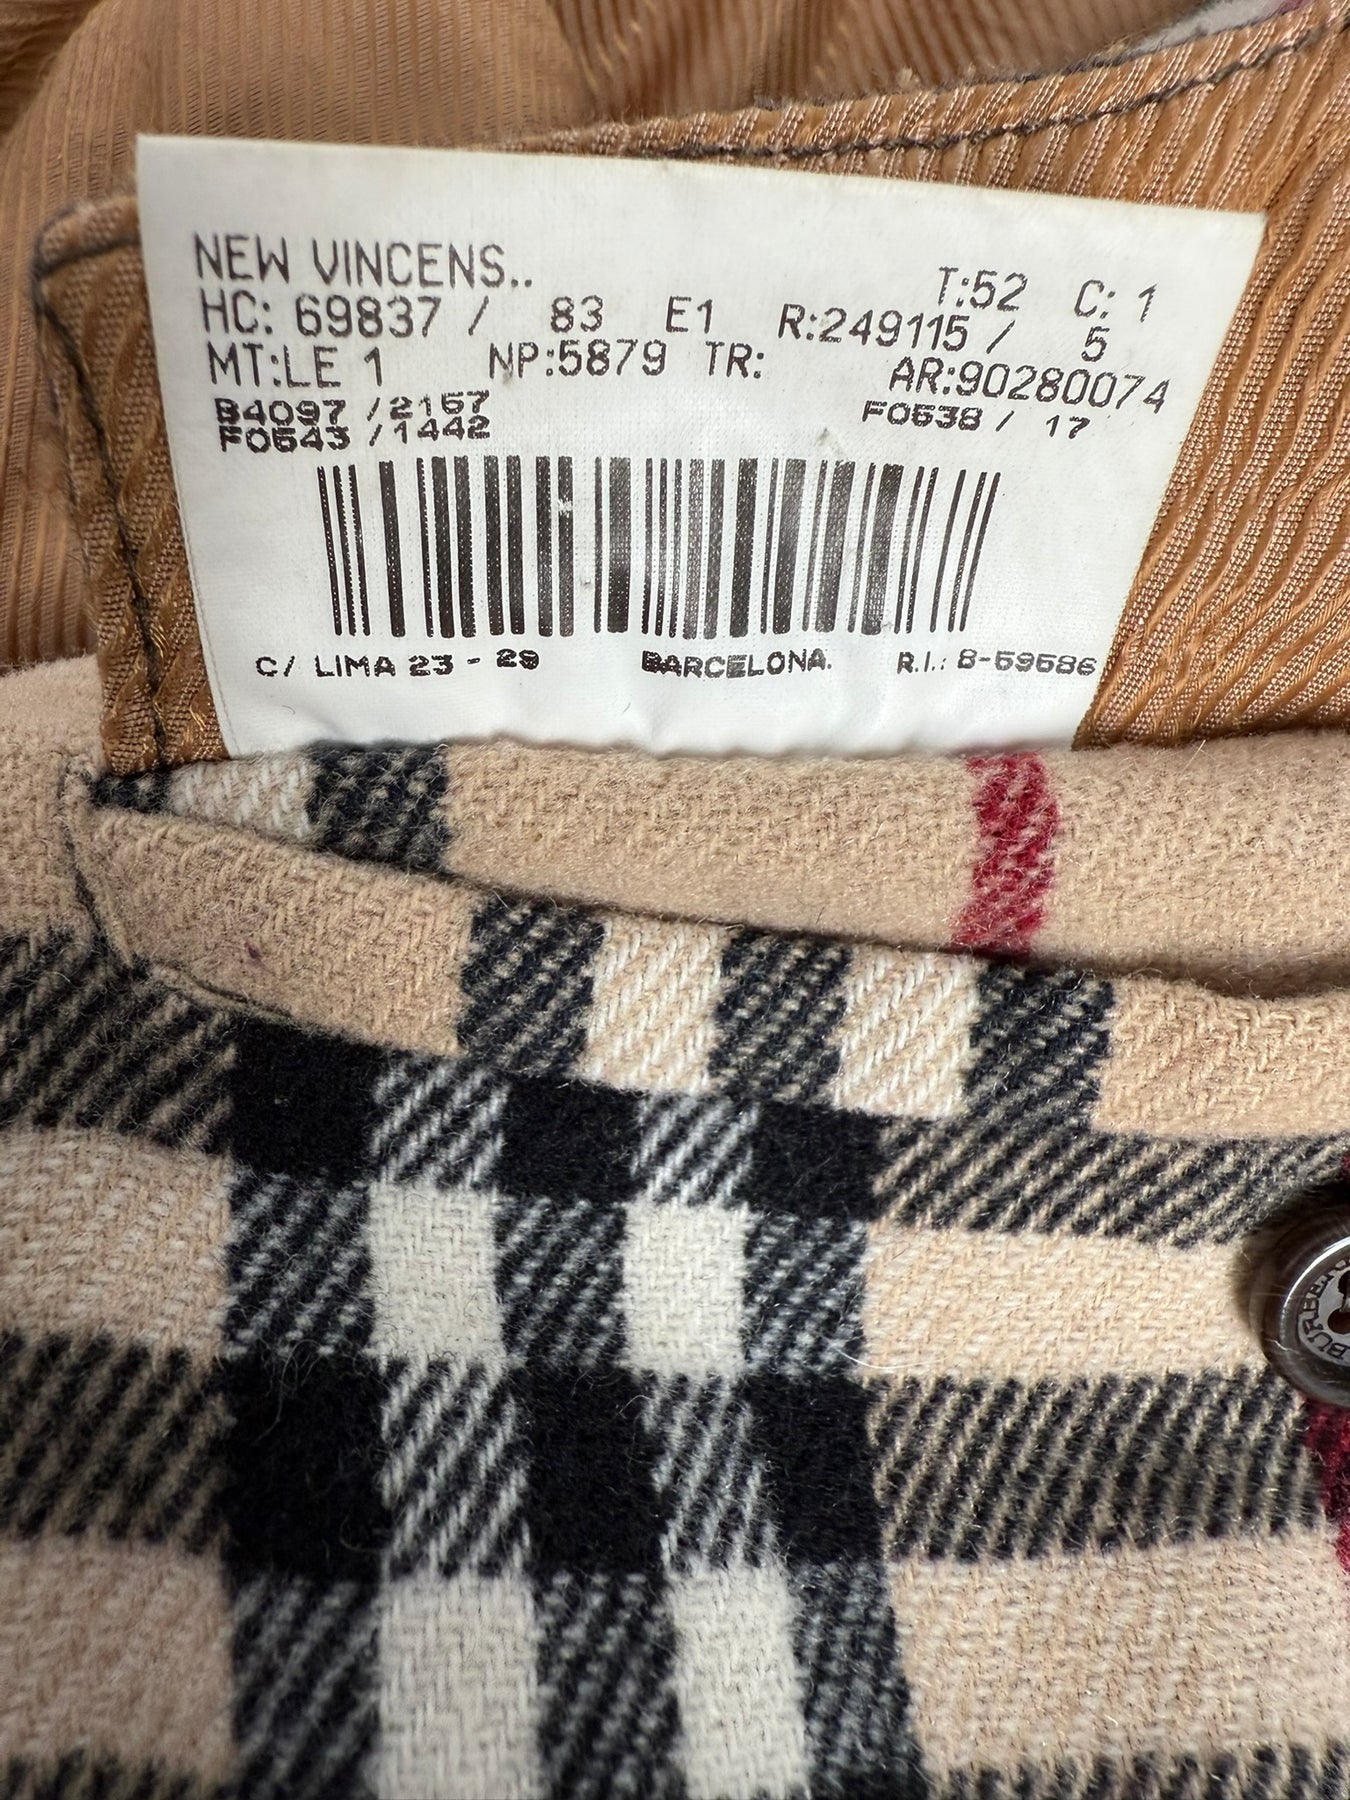 NEW VINCENS..
T:52 C: 1
HC: 69837 / 83 E1 R:249115 / 5
MT:LE 1 NP:5879 TR: AR:90280074
B4097 /2157 F0538 / 17
F0543 /1442
C/ LIMA 23 - 29 BARCELONA. R.I.: B-59586